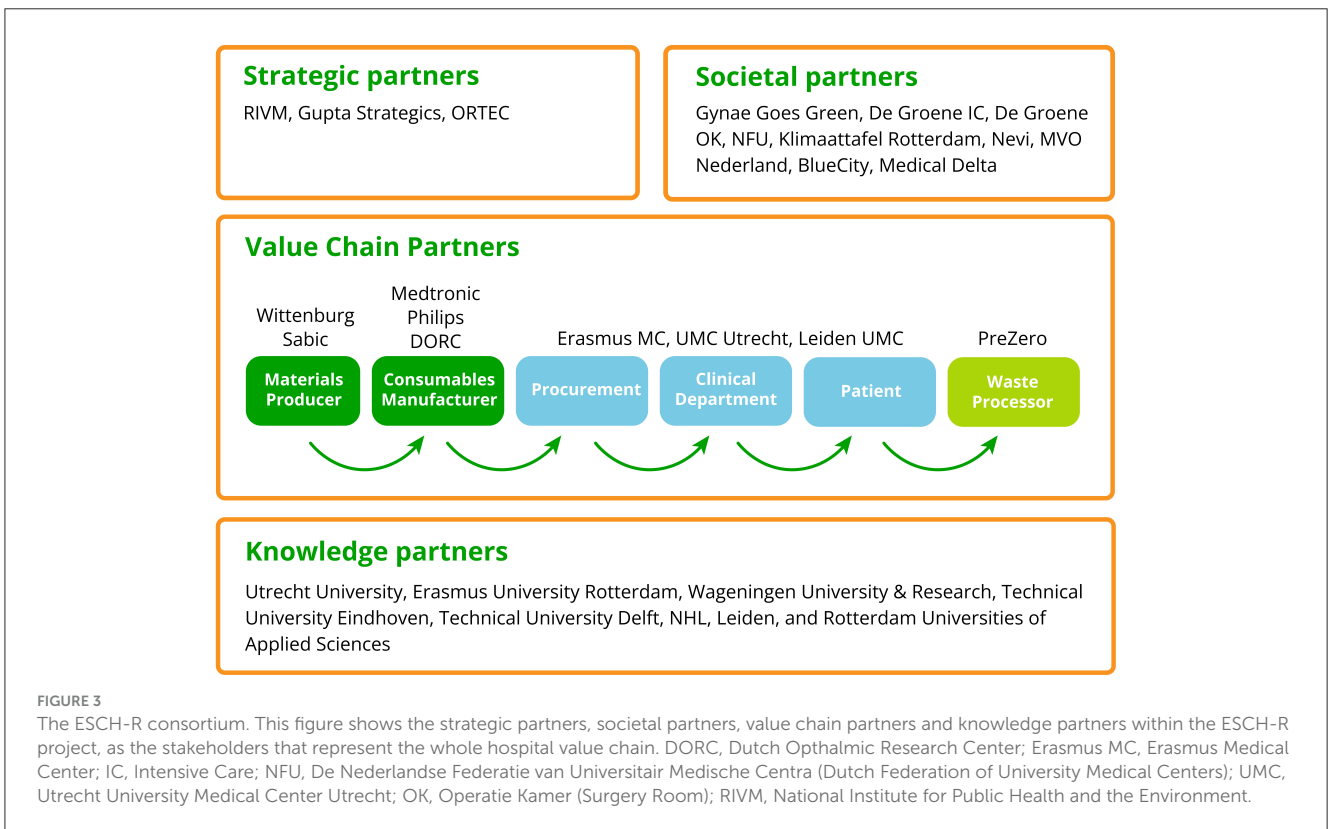 Strategic partners
RIVM, Gupta Strategics, ORTEC
Societal partners
Gynae Goes Green, De Groene IC, De Groene
OK, NFU, Klimaattafel Rotterdam, Nevi, MVO
Nederland, BlueCity, Medical Delta
Value Chain Partners
Wittenburg
Sabic
Medtronic
Philips
DORC
Erasmus MC, UMC Utrecht, Leiden UMC
PreZero
Materials
Producer
Consumables
Manufacturer
Procurement
Clinical
Department
Patient
Waste
Processor
Knowledge partners
Utrecht University, Erasmus University Rotterdam, Wageningen University & Research, Technical
University Eindhoven, Technical University Delft, NHL, Leiden, and Rotterdam Universities of
Applied Sciences
FIGURE 3
The ESCH-R consortium. This figure shows the strategic partners, societal partners, value chain partners and knowledge partners within the ESCH-R
project, as the stakeholders that represent the whole hospital value chain. DORC, Dutch Opthalmic Research Center; Erasmus MC, Erasmus Medical
Center; IC, Intensive Care; NFU, De Nederlandse Federatie van Universitair Medische Centra (Dutch Federation of University Medical Centers); UMC,
Utrecht University Medical Center Utrecht; OK, Operatie Kamer (Surgery Room); RIVM, National Institute for Public Health and the Environment.